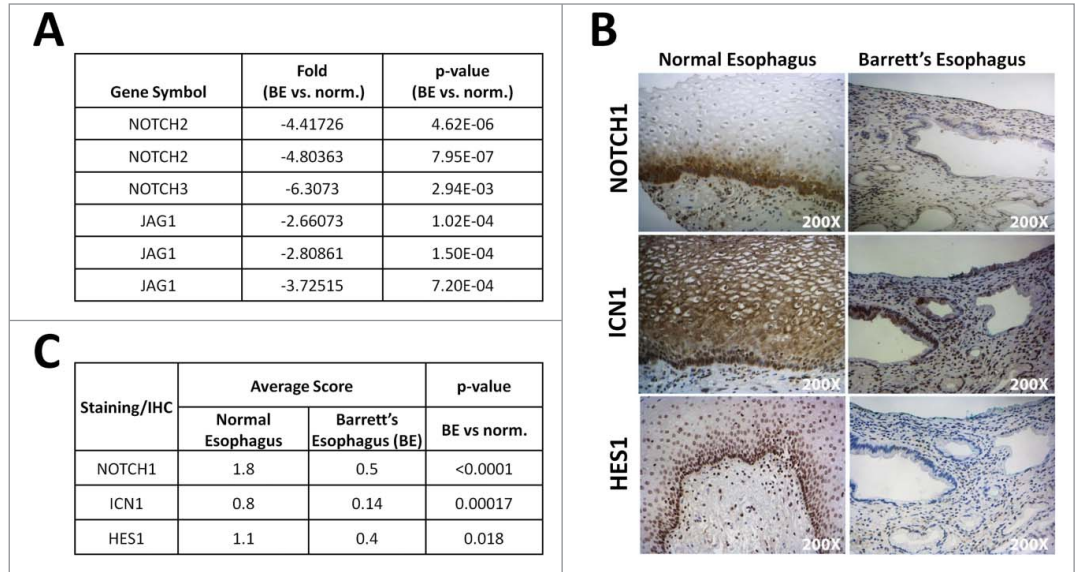 A
Gene Symbol
Fold
(BE vs. norm.)
p-value
(BE vs. norm.)
NOTCH2 -4.41726 4.62E-06
NOTCH2 -4.80363 7.95E-07
NOTCH3 -6.3073 2.94E-03
JAG1 -2.66073 1.02E-04
JAG1 -2.80861 1.50E-04
JAG1 -3.72515 7.20E-04
B
Normal Esophagus Barrett's Esophagus
NOTCH1
200X 200X
ICN1
200X 200X
HES1
200X 200X
C
Staining/IHC
Average Score
p-value
Normal
Esophagus
Barrett's
Esophagus (BE)
BE vs norm.
NOTCH1 1.8 0.5 <0.0001
ICN1 0.8 0.14 0.00017
HES1 1.1 0.4 0.018